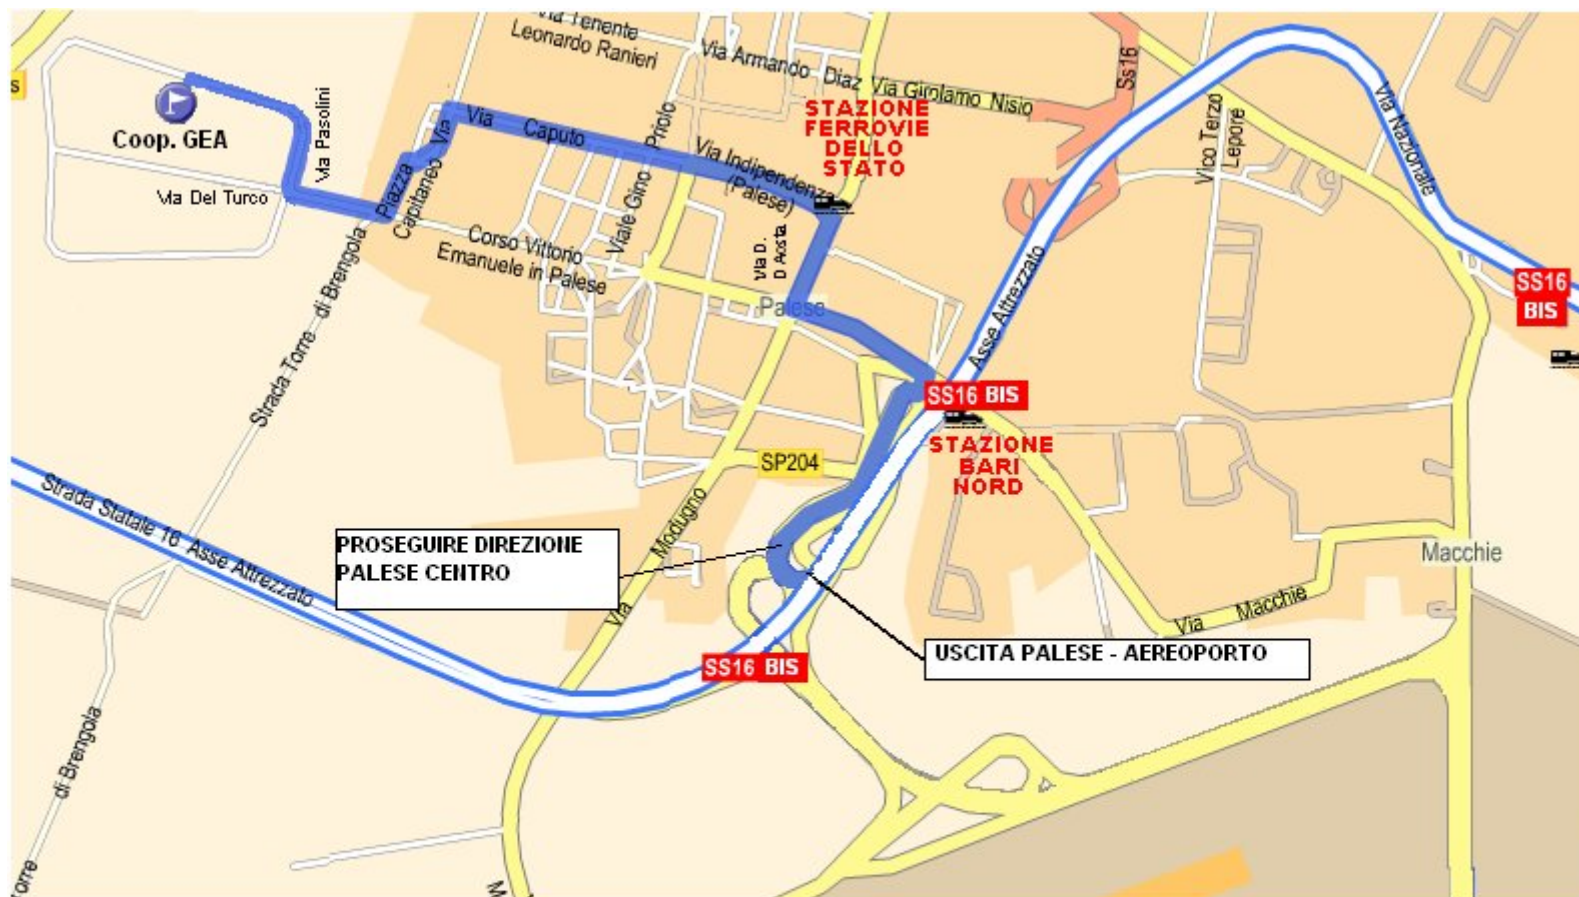 Via Tenente
Leonardo Ranieri
Via Armando Diaz
Via Girolamo Nisio
Ss16
s
Coop. GEA
Via Pasolini
Via Del Turco
Piazza
Capitaneo
Via
Via Caputo
Viale Gino Priolo
Via Indipendenza
(Palese)
STAZIONE
FERROVIE
DELLO
STATO
Vico Terzo
Lepore
Via Nazionale
Corso Vittorio
Emanuele in Palese
Via D.
D Aosta
Palese
Asse Attrezzato
SS16
BIS
Strada Torre di Brengola
SS16 BIS
STAZIONE
BARI
NORD
SP204
Strada Statale 16 Asse Attrezzato
Via Modugno
PROSEGUIRE DIREZIONE
PALESE CENTRO
Macchie
Via Macchie
USCITA PALESE - AEREOPORTO
SS16 BIS
di Brengola
orre
M